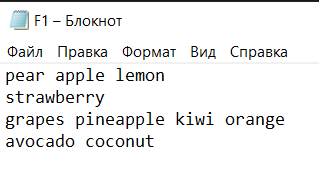 F1 – Блокнот
Файл Правка Формат Вид Справка
pear apple lemon
strawberry
grapes pineapple kiwi orange
avocado coconut